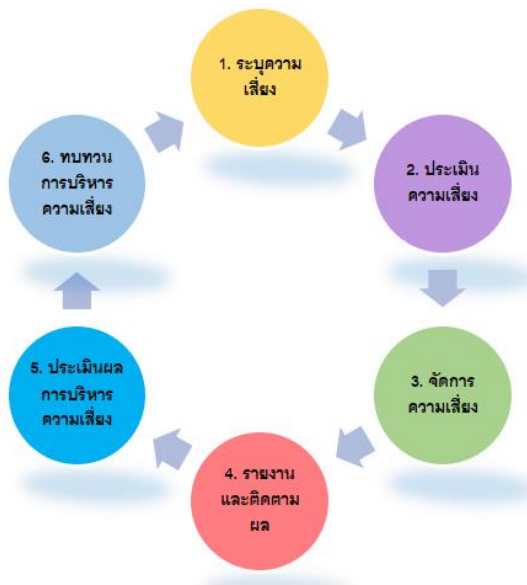 1. ระบุความ
เสี่ยง
2. ประเมิน
ความเสี่ยง
3. จัดการ
ความเสี่ยง
4. รายงาน
และติดตาม
ผล
5. ประเมินผล
การบริหาร
ความเสี่ยง
6. ทบทวน
การบริหาร
ความเสี่ยง